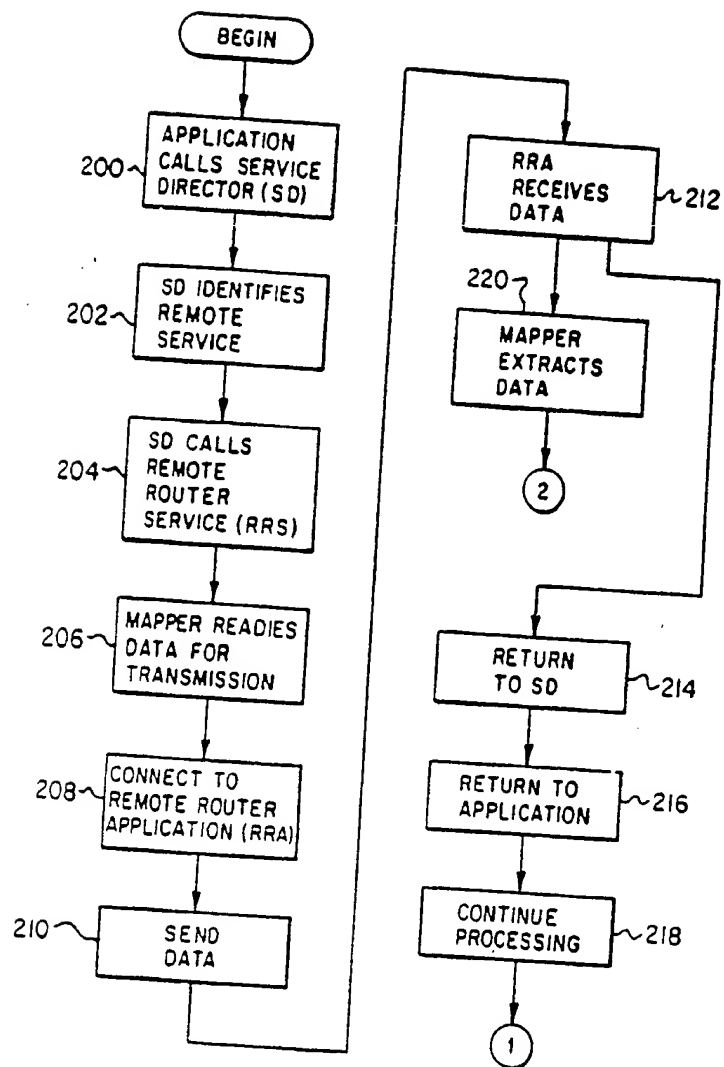 BEGIN
APPLICATION
CALLS SERVICE
DIRECTOR (SD)
200
SD IDENTIFIES
REMOTE
SERVICE
202
SD CALLS
REMOTE
ROUTER
SERVICE (RRS)
204
MAPPER READIES
DATA FOR
TRANSMISSION
206
CONNECT TO
REMOTE ROUTER
APPLICATION (RRA)
208
SEND
DATA
210
RRA
RECEIVES
DATA
212
220
MAPPER
EXTRACTS
DATA
2
RETURN
TO SD
214
RETURN TO
APPLICATION
216
CONTINUE
PROCESSING
218
1